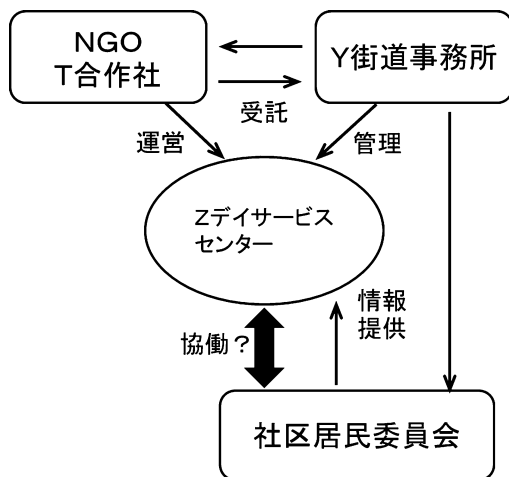 NGO
T合作社
Y街道事務所
受託
運営
管理
Zデイサービス
センター
情報
提供
協働？
社区居民委員会